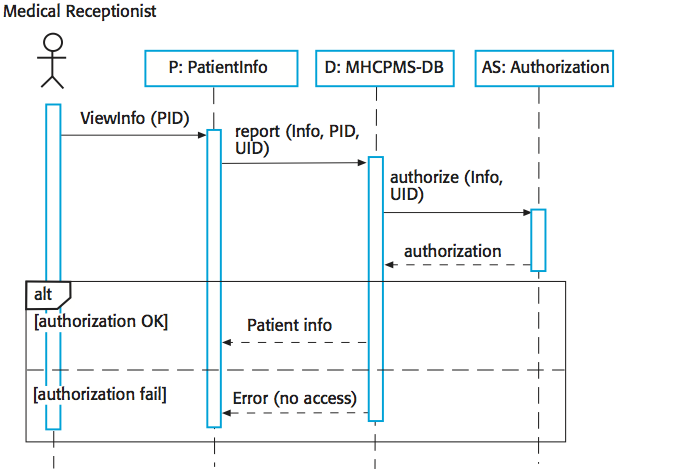 Medical Receptionist
P: PatientInfo
D: MHCPMS-DB
AS: Authorization
ViewInfo (PID)
report (Info, PID,
UID)
authorize (Info,
UID)
authorization
alt
[authorization OK]
Patient info
[authorization fail]
Error (no access)